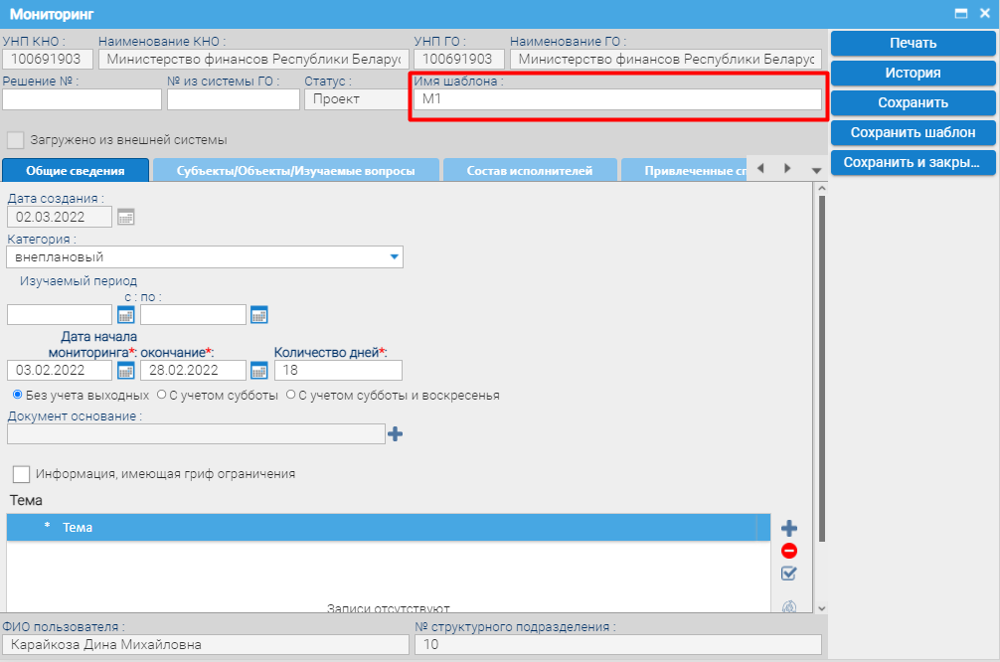 Мониторинг
УНП КНО : Наименование КНО : УНП ГО : Наименование ГО :
100691903 Министерство финансов Республики Беларус 100691903 Министерство финансов Республики Беларус
Решение № : № из системы ГО : Статус : Имя шаблона :
Проект М1
Загружено из внешней системы
Печать
История
Сохранить
Сохранить шаблон
Сохранить и закры...
Общие сведения Субъекты/Объекты/Изучаемые вопросы Состав исполнителей Привлеченные сп
Дата создания :
02.03.2022
Категория :
внеплановый
Изучаемый период
с : по :
Дата начала
мониторинга*: окончание*: Количество дней*:
03.02.2022 28.02.2022 18
Без учета выходных С учетом субботы С учетом субботы и воскресенья
Документ основание :
Информация, имеющая гриф ограничения
Тема
* Тема
Записи отсутствуют
ФИО пользователя : № структурного подразделения :
Карайкоза Дина Михайловна 10